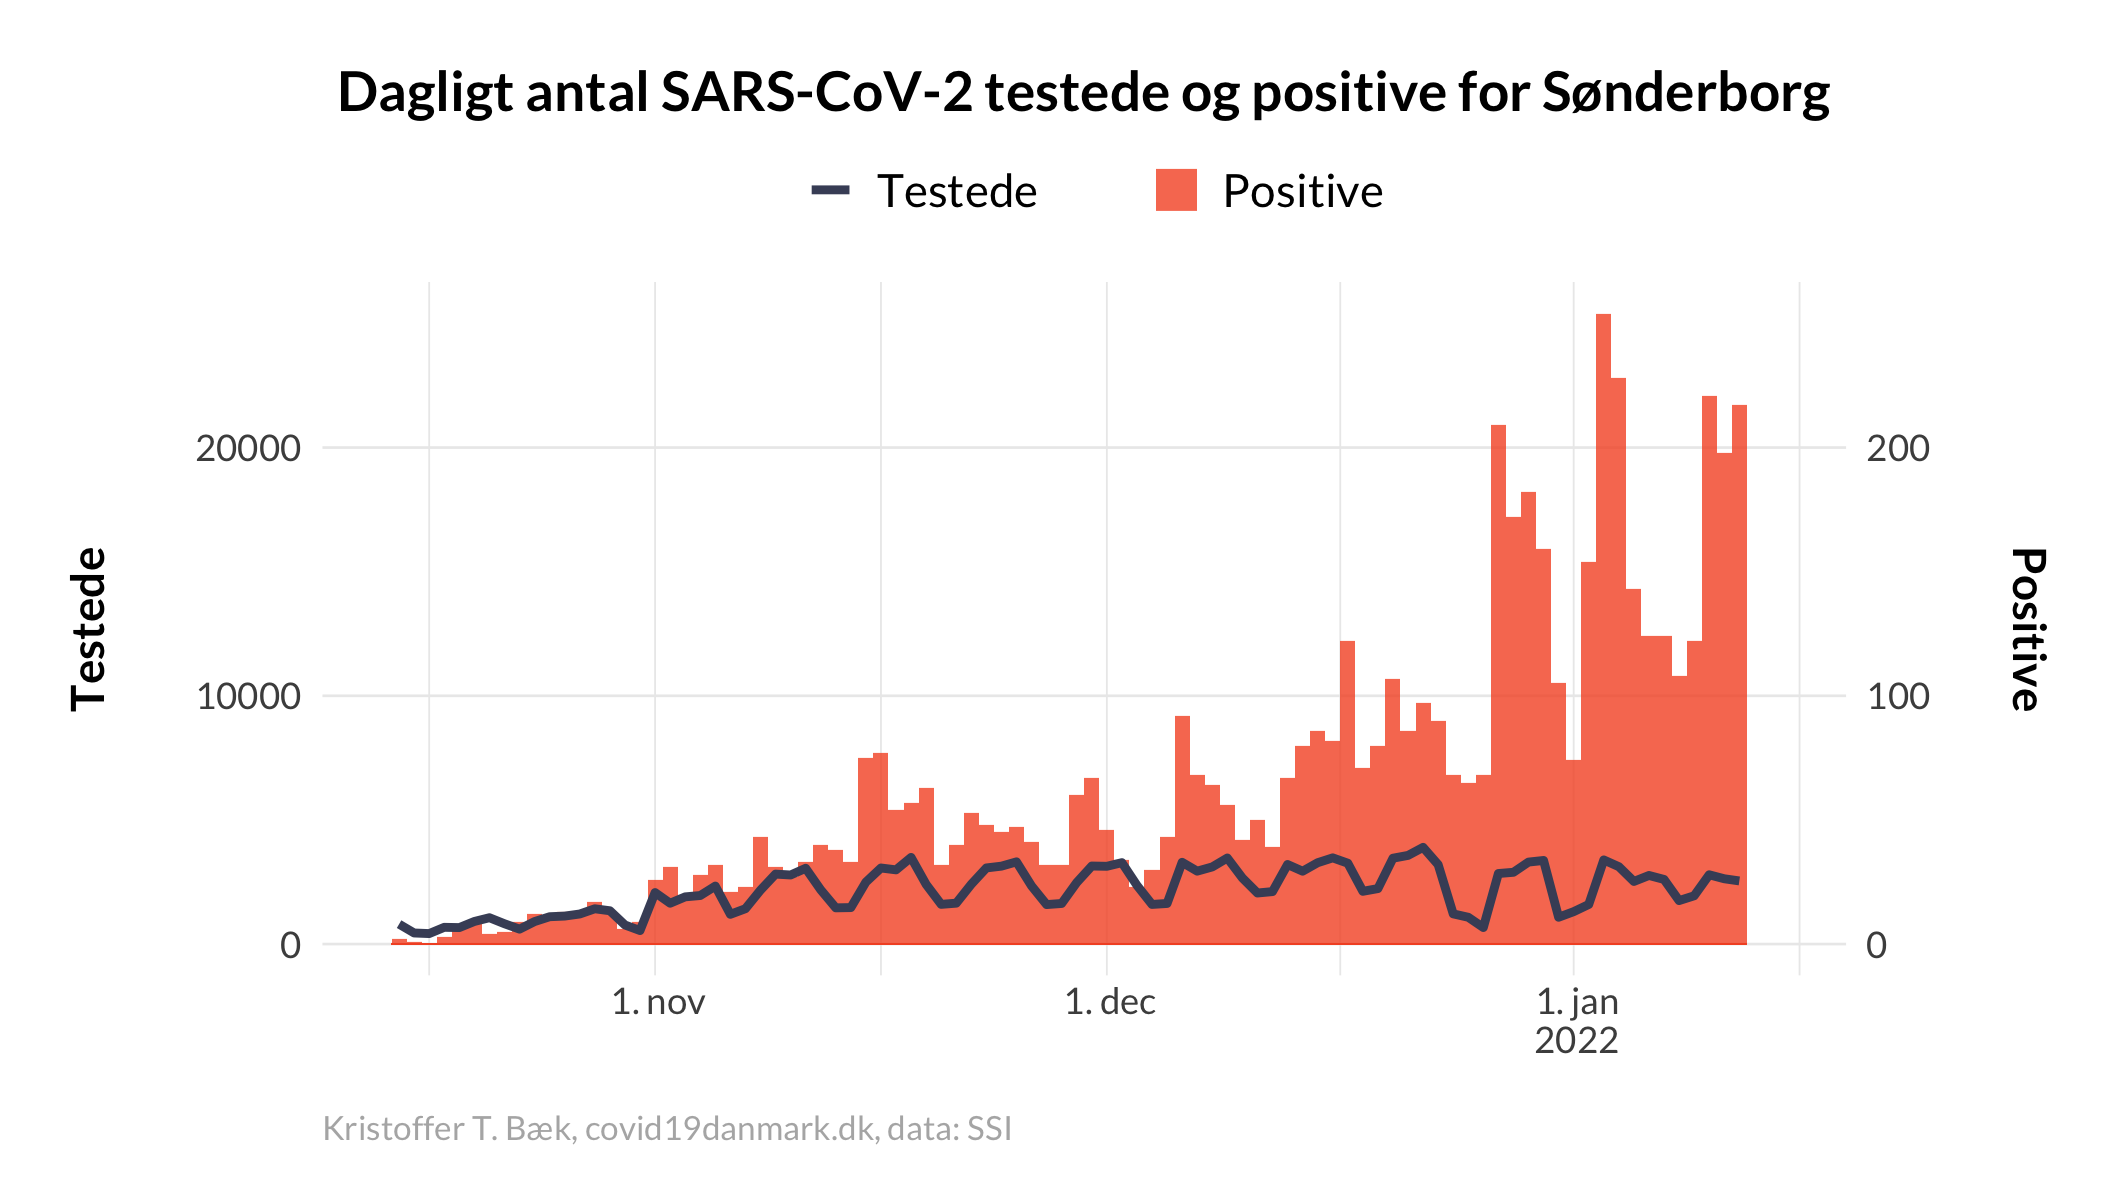 Dagligt antal SARS-CoV-2 testede og positive for Sønderborg
Testede
Positive
Testede
20000
10000
0
200
100
0
Positive
1. nov
1. dec
1. jan
2022
Kristoffer T. Bæk, covid19danmark.dk, data: SSI